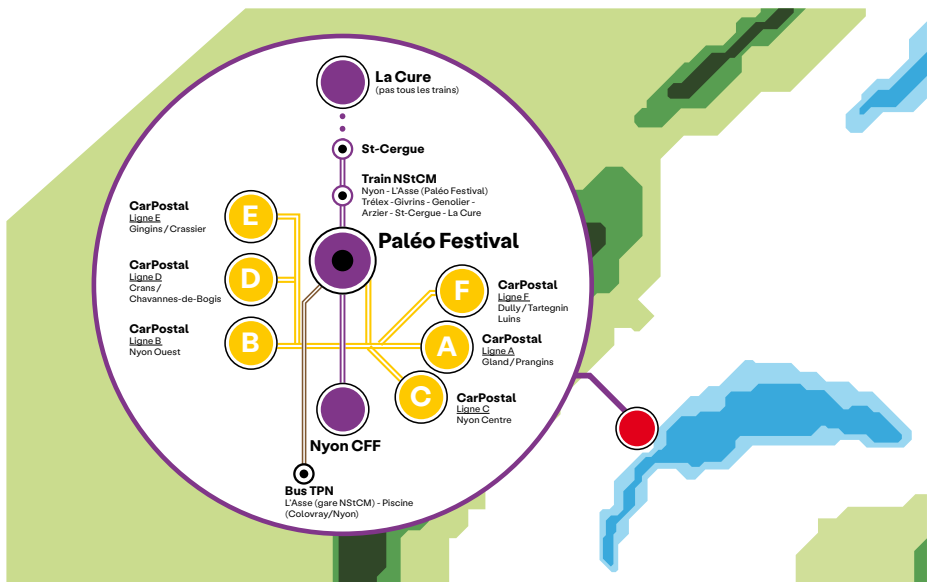 La Cure
(pas tous les trains)
St-Cergue
Train NStCM
Nyon - L'Asse (Paléo Festival)
Trélex -Givrins - Genolier -
Arzier - St-Cergue - La Cure
Paléo Festival
E
CarPostal
Ligne E
Gingins / Crassier
D
CarPostal
Ligne D
Crans /
Chavannes-de-Bogis
B
CarPostal
Ligne B
Nyon Ouest
F
CarPostal
Ligne F
Dully / Tartegnin
Luins
A
CarPostal
Ligne A
Gland / Prangins
C
CarPostal
Ligne C
Nyon Centre
Nyon CFF
Bus TPN
L'Asse (gare NStCM) - Piscine
(Colovray/Nyon)